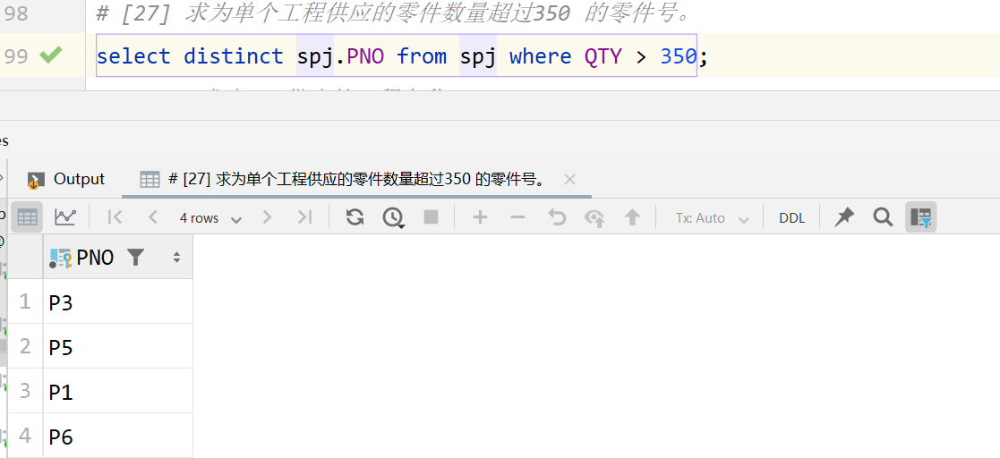 98 # [27] 求为单个工程供应的零件数量超过350 的零件号。
99 select distinct spj.PNO from spj where QTY > 350;
es
Output # [27] 求为单个工程供应的零件数量超过350 的零件号。
4 rows Tx: Auto DDL
PNO
1 P3
2 P5
3 P1
4 P6